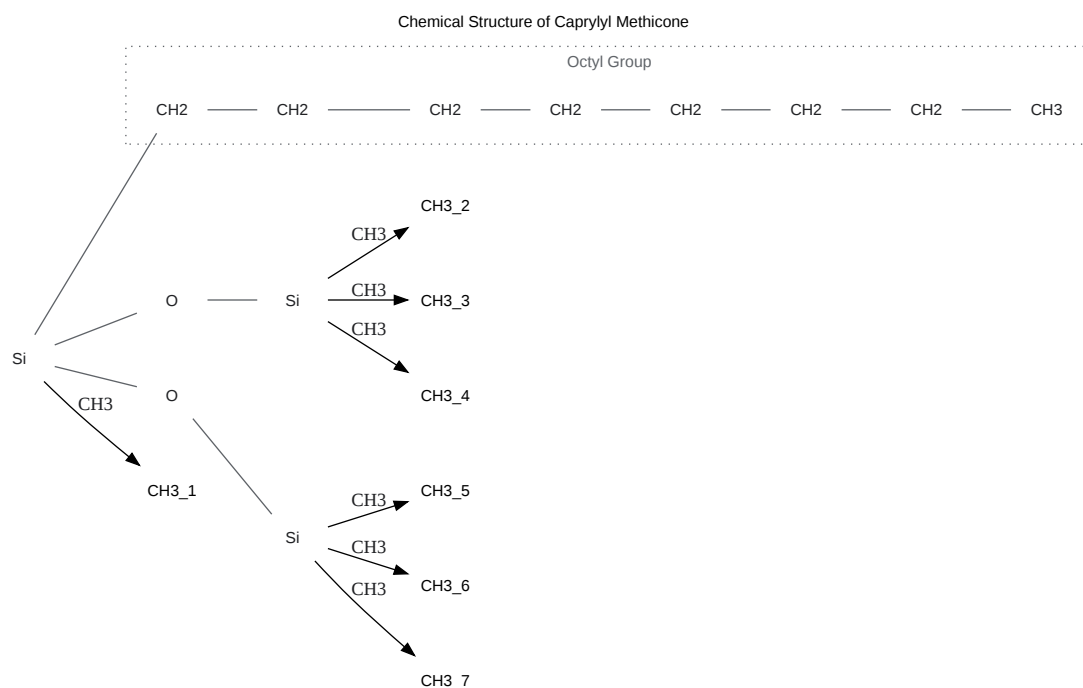 Chemical Structure of Caprylyl Methicone
Octyl Group
CH2 CH2 CH2 CH2 CH2 CH2 CH2 CH3
CH3_2
CH3
O Si CH3 CH3_3
CH3
Si
O CH3_4
CH3
CH3_1 CH3 CH3_5
Si
CH3
CH3_6
CH3
CH3_7